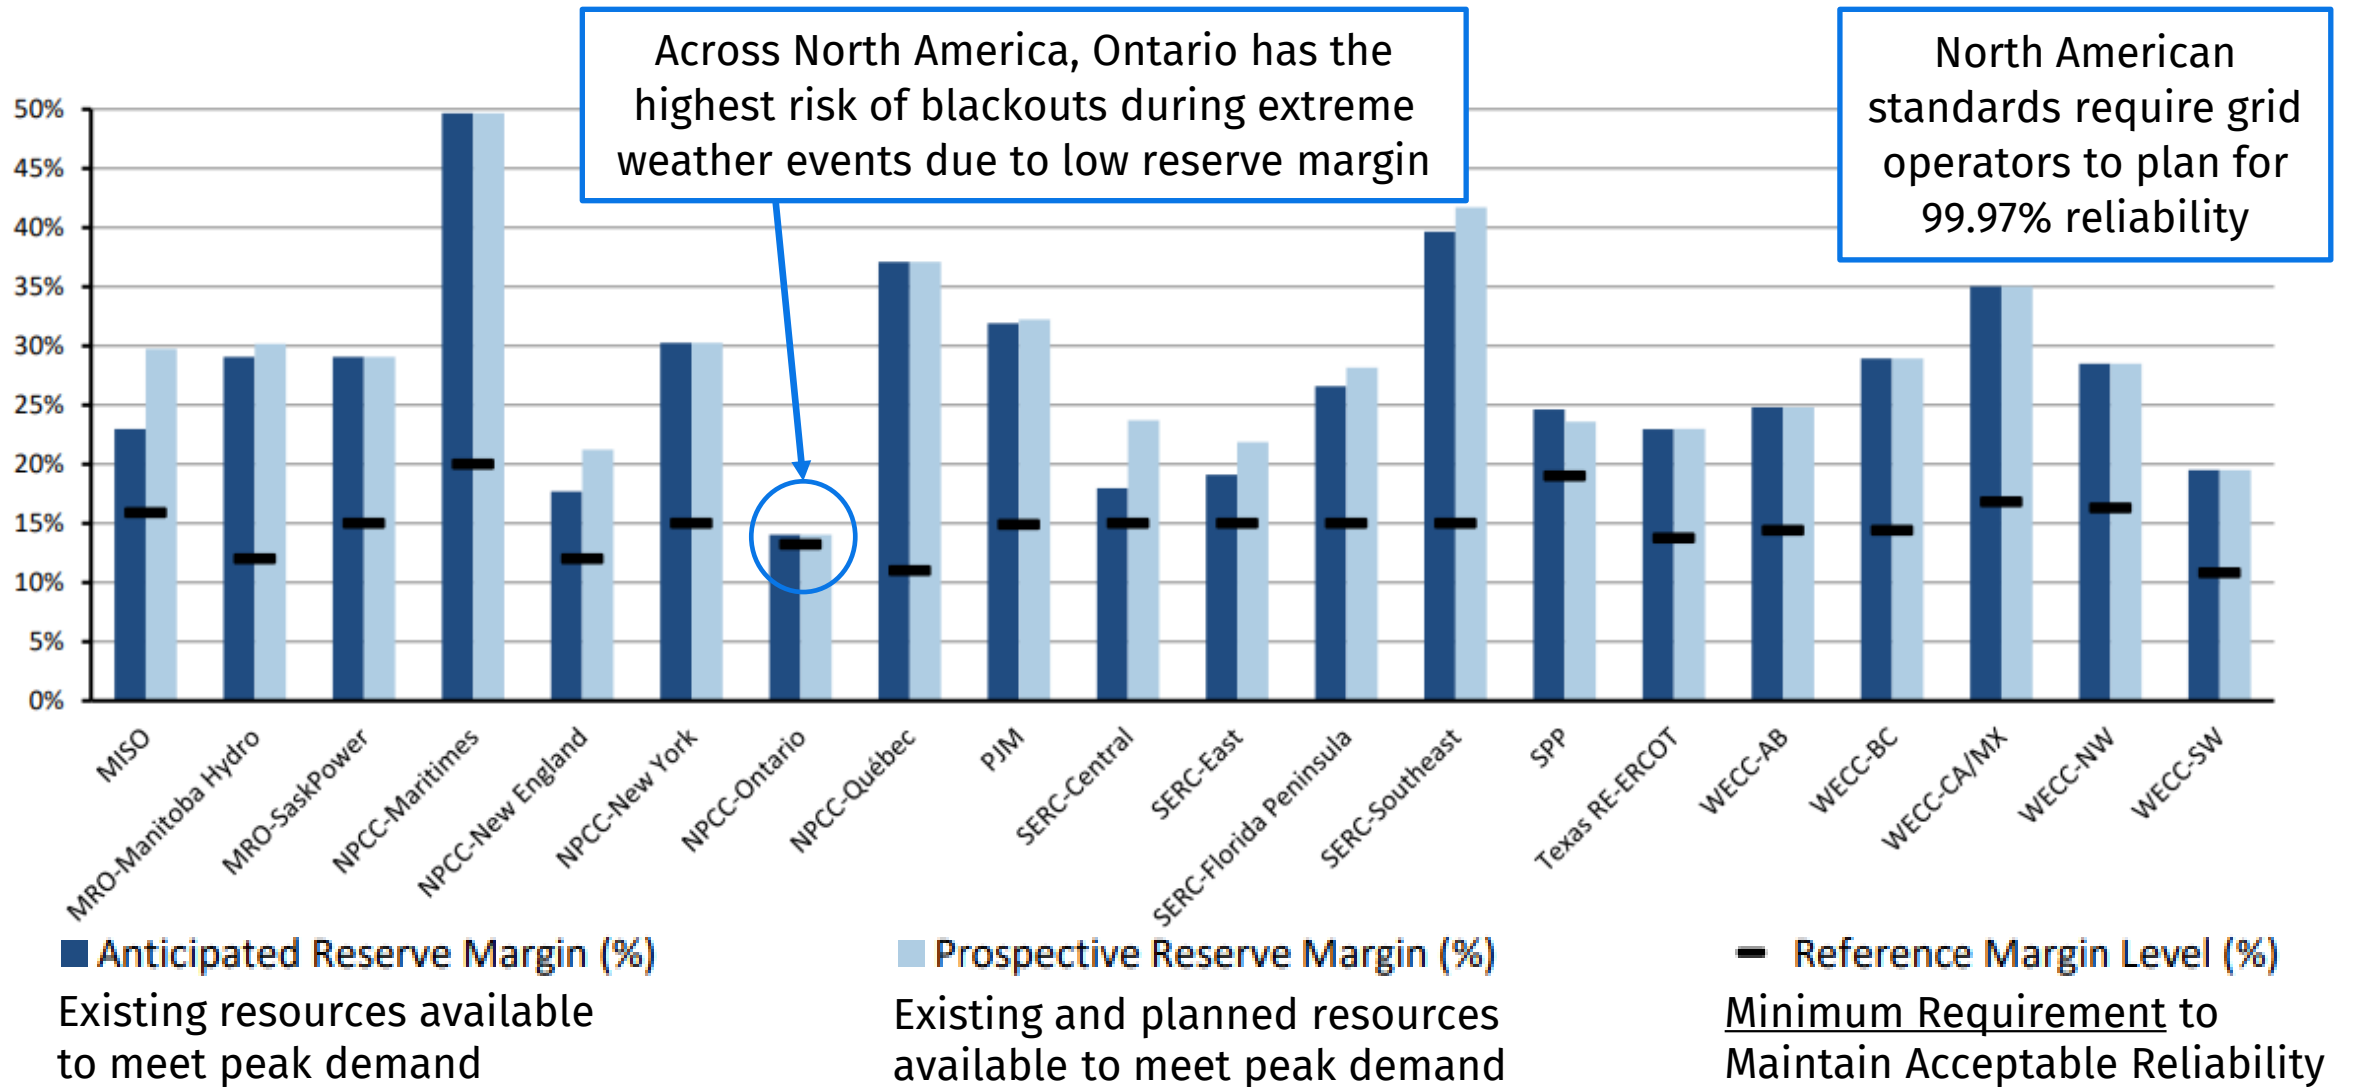 Across North America, Ontario has the
highest risk of blackouts during extreme
weather events due to low reserve margin
North American
standards require grid
operators to plan for
99.97% reliability
50%
45%
40%
35%
30%
25%
20%
15%
10%
5%
0%
MISO
MRO-Manitoba Hydro
MRO-SaskPower
NPCC-Maritimes
NPCC-New England
NPCC-New York
NPCC-Ontario
NPCC-Québec
PJM
SERC-Central
SERC-East
SERC-Florida Peninsula
SERC-Southeast
SPP
Texas RE-ERCOT
WECC-AB
WECC-BC
WECC-CA/MX
WECC-NW
WECC-SW
Anticipated Reserve Margin (%)
Existing resources available
to meet peak demand
Prospective Reserve Margin (%)
Existing and planned resources
available to meet peak demand
Reference Margin Level (%)
Minimum Requirement to
Maintain Acceptable Reliability